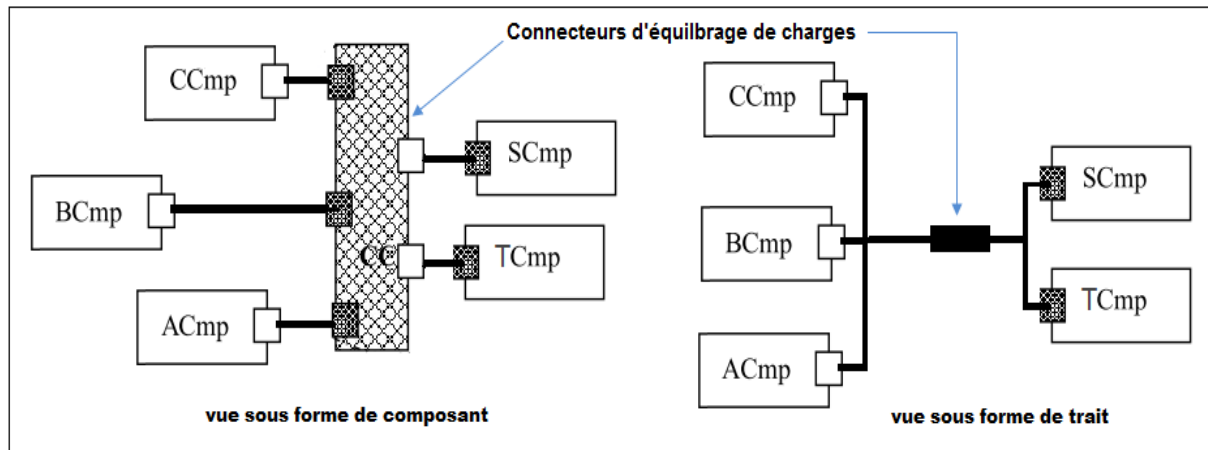 Connecteurs d'équilbrage de charges
CCmp
SCmp
BCmp
CC
TCmp
ACmp
vue sous forme de composant
CCmp
SCmp
BCmp
TCmp
ACmp
vue sous forme de trait